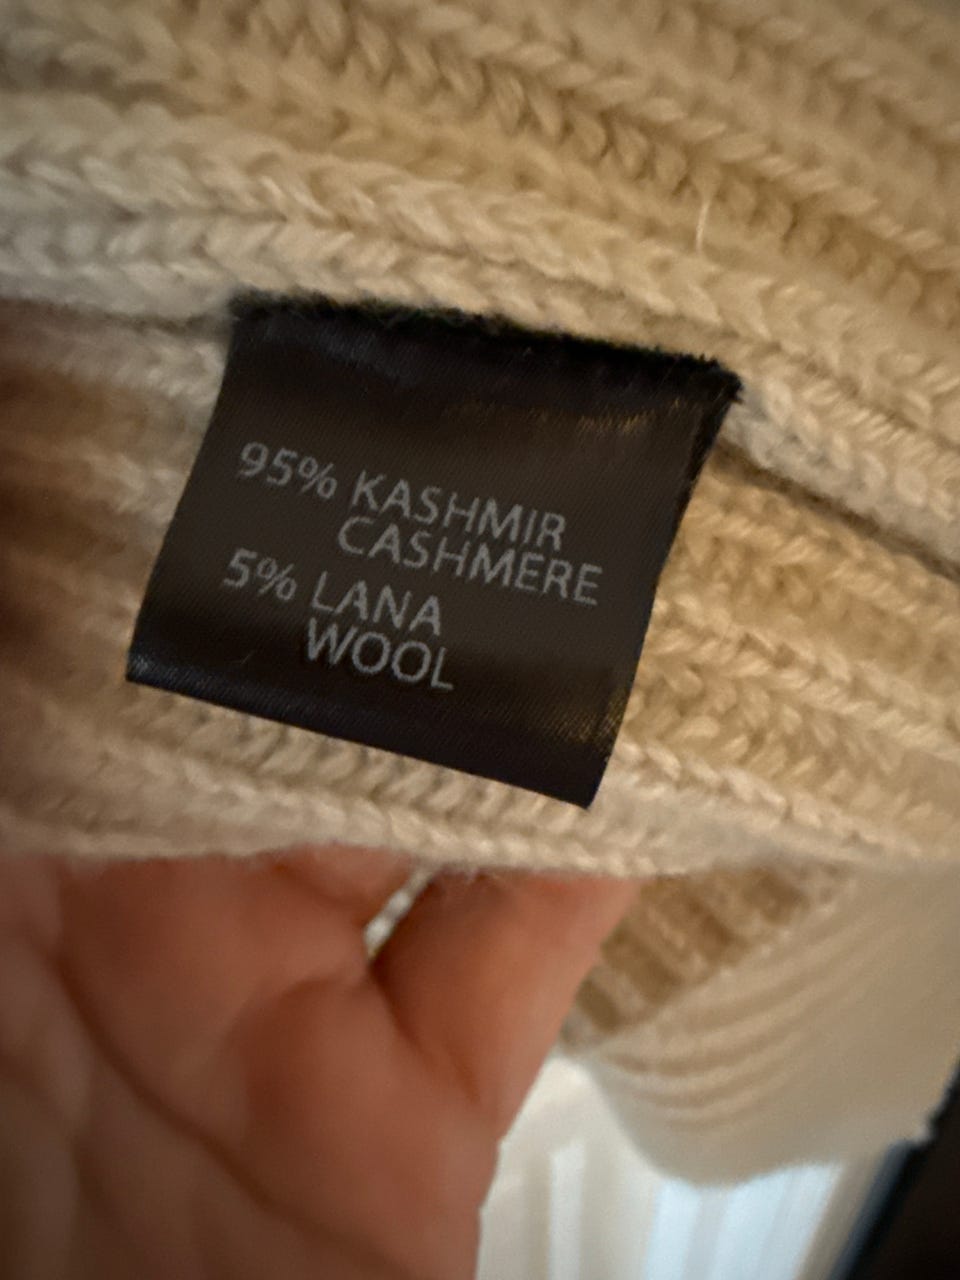 95% KASHMIR
CASHMERE
5% LANA
WOOL